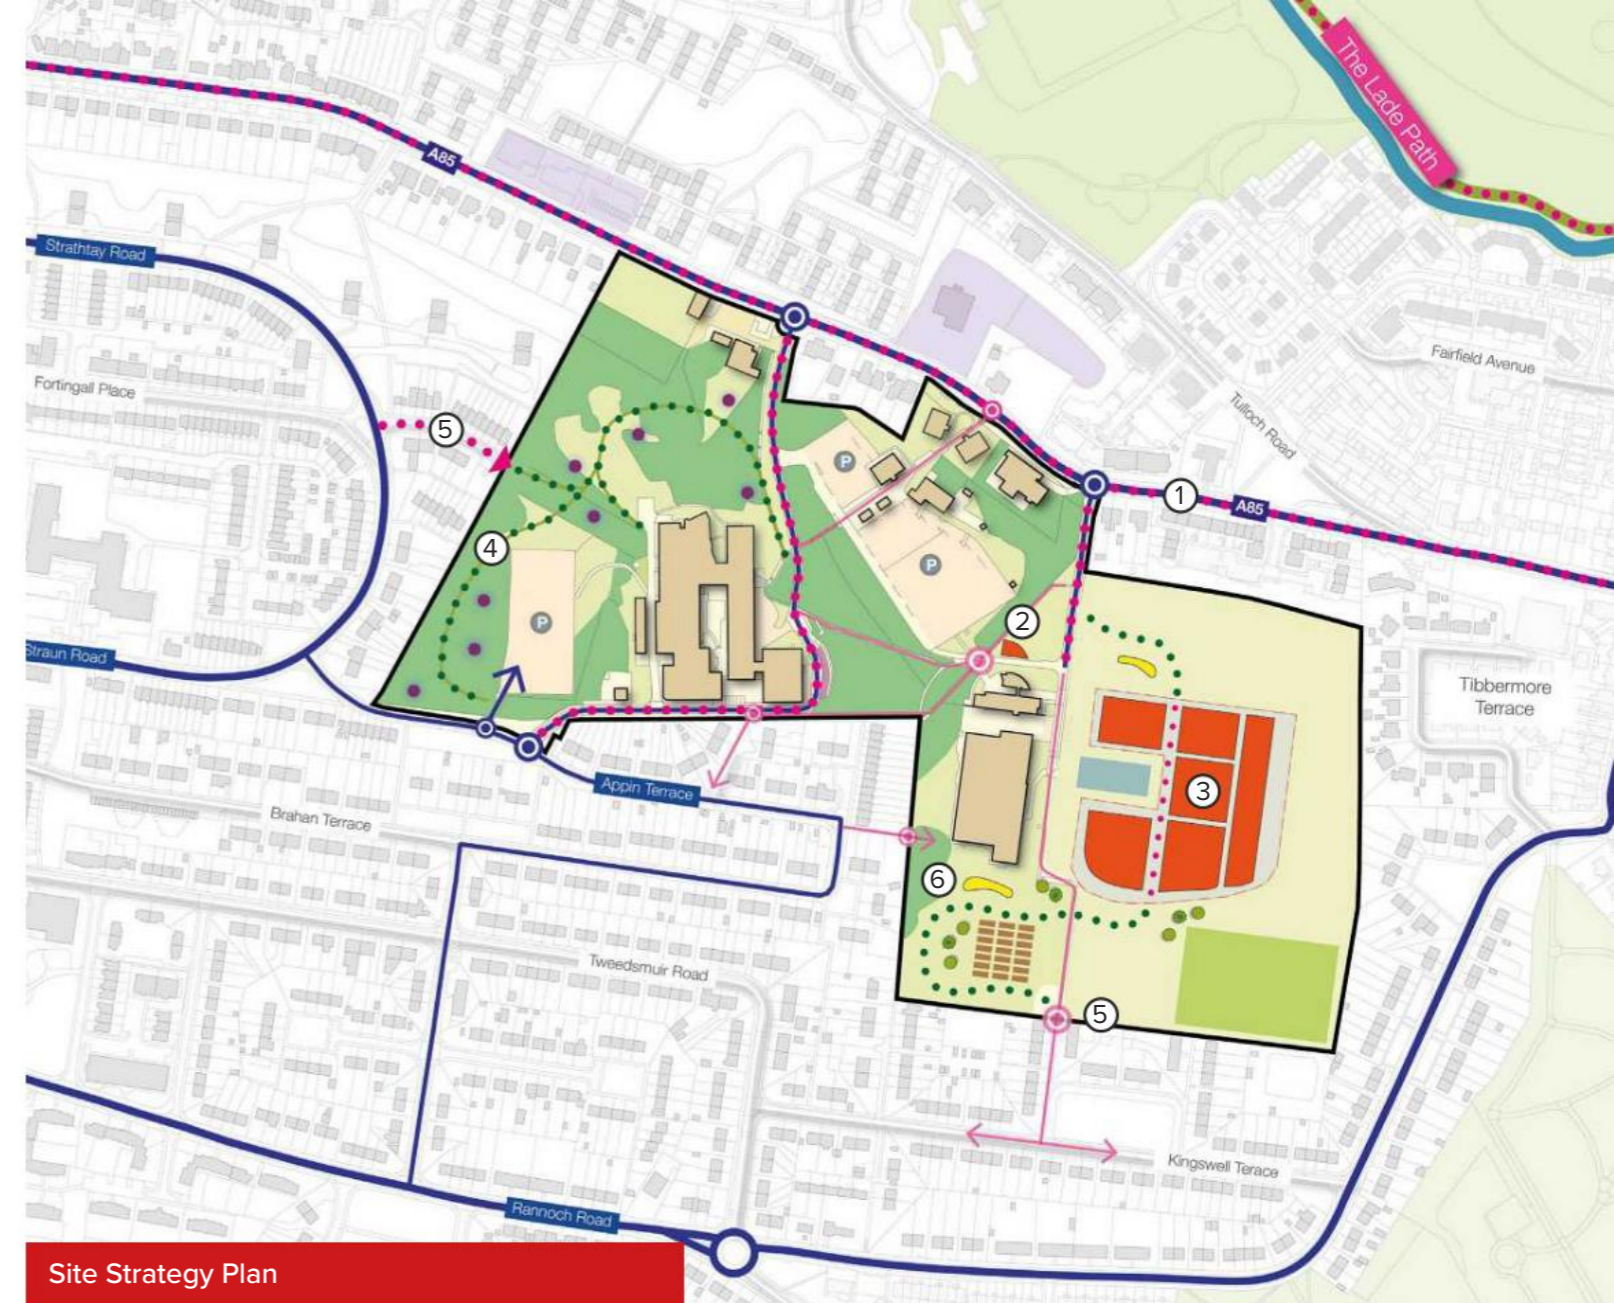 The Lade Path
A85
Strathtay Road
Fairfield Avenue
Fortingall Place
Tulloch Road
5
P
1
A85
4
P
P
2
Straun Road
Tibbermore
Terrace
Appin Terrace
3
Brahan Terrace
6
Tweedsmuir Road
5
Kingswell Terace
Rannoch Road
Site Strategy Plan